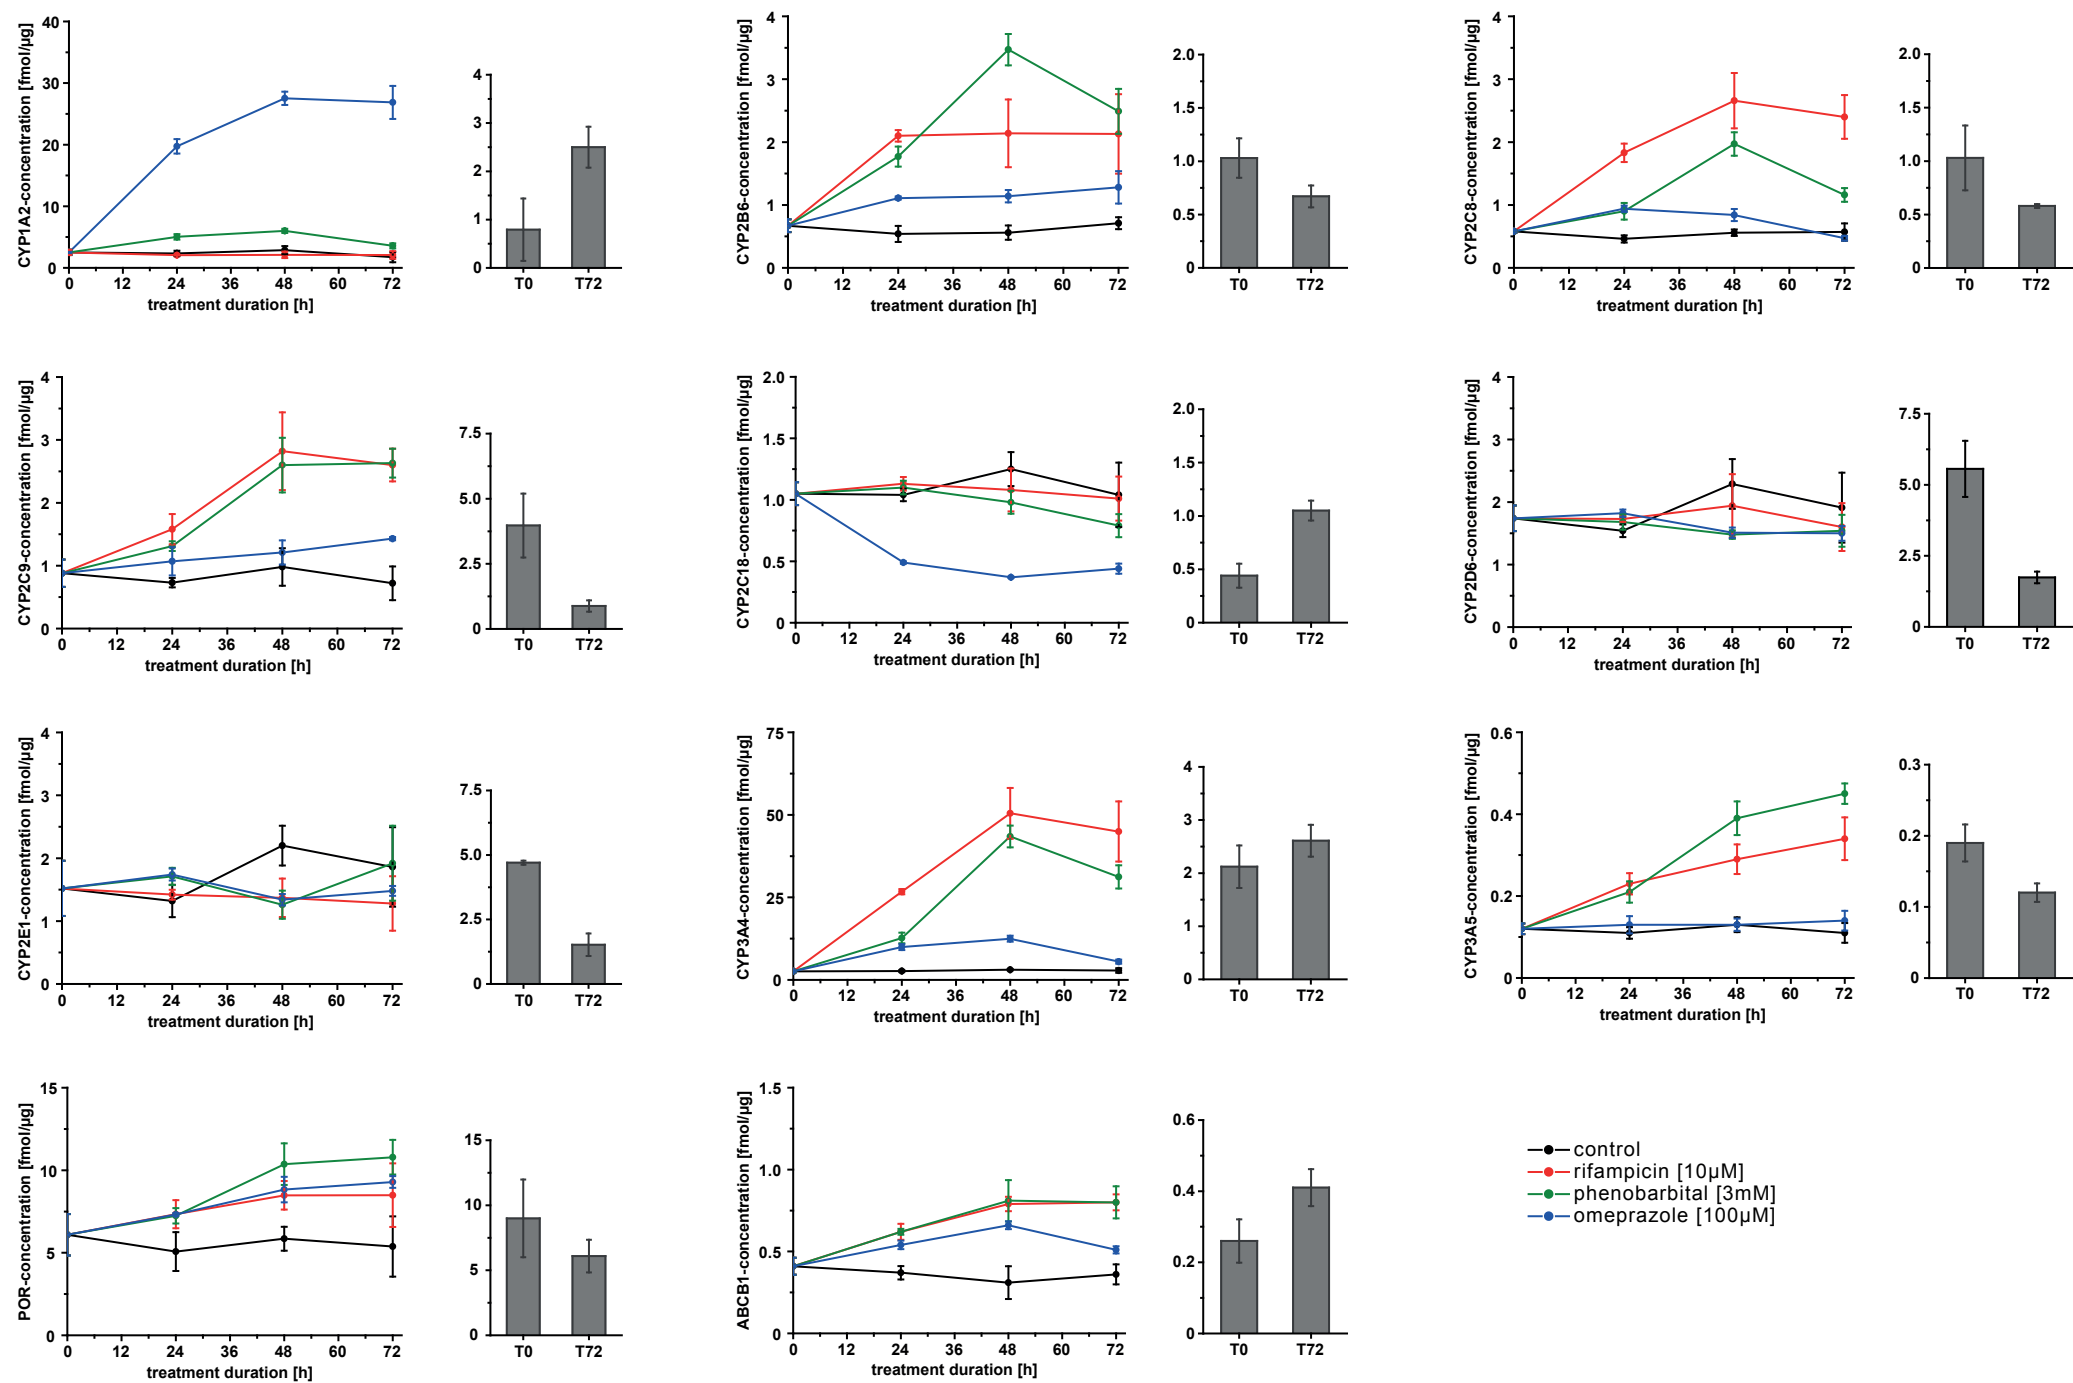 CYP1A2-concentration [fmol/µg]
40
30
20
10
0
0 12 24 36 48 60 72
treatment duration [h]
4
3
2
1
0
T0 T72
CYP2B6-concentration [fmol/µg]
4
3
2
1
0
0 12 24 36 48 60 72
treatment duration [h]
2.0
1.5
1.0
0.5
0
T0 T72
CYP2C8-concentration [fmol/µg]
4
3
2
1
0
0 12 24 36 48 60 72
treatment duration [h]
2.0
1.5
1.0
0.5
0
T0 T72
CYP2C9-concentration [fmol/µg]
4
3
2
1
0
0 12 24 36 48 60 72
treatment duration [h]
7.5
5.0
2.5
0
T0 T72
CYP2C18-concentration [fmol/µg]
2.0
1.5
1.0
0.5
0
0 12 24 36 48 60 72
treatment duration [h]
2.0
1.5
1.0
0.5
0
T0 T72
CYP2D6-concentration [fmol/µg]
4
3
2
1
0
0 12 24 36 48 60 72
treatment duration [h]
7.5
5.0
2.5
0
T0 T72
CYP2E1-concentration [fmol/µg]
4
3
2
1
0
0 12 24 36 48 60 72
treatment duration [h]
7.5
5.0
2.5
0
T0 T72
CYP3A4-concentration [fmol/µg]
75
50
25
0
0 12 24 36 48 60 72
treatment duration [h]
4
3
2
1
0
T0 T72
CYP3A5-concentration [fmol/µg]
0.6
0.4
0.2
0
0 12 24 36 48 60 72
treatment duration [h]
0.3
0.2
0.1
0
T0 T72
POR-concentration [fmol/µg]
15
10
5
0
0 12 24 36 48 60 72
treatment duration [h]
15
10
5
0
T0 T72
ABCB1-concentration [fmol/µg]
1.5
1.0
0.5
0
0 12 24 36 48 60 72
treatment duration [h]
0.6
0.4
0.2
0
T0 T72
control
rifampicin [10µM]
phenobarbital [3mM]
omeprazole [100µM]